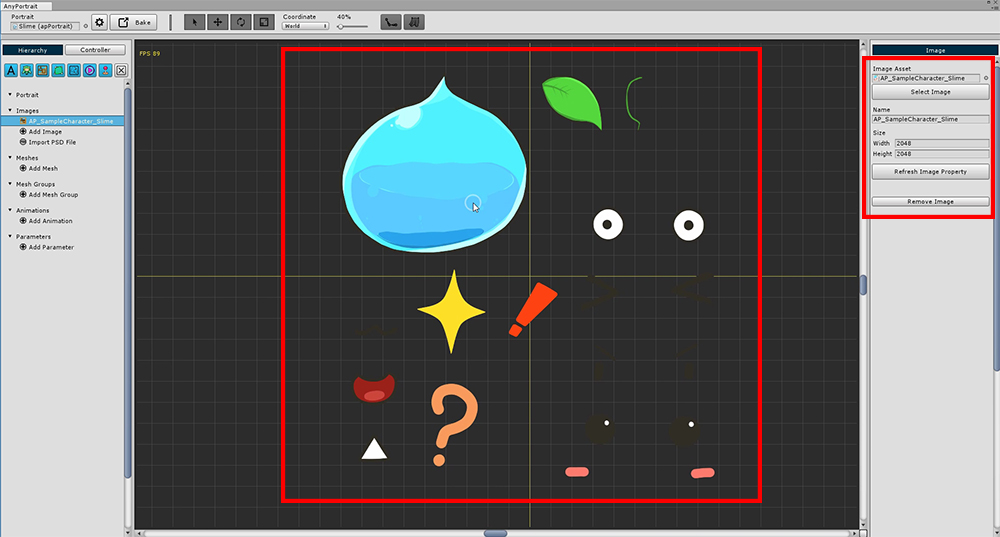 AnyPortrait
Portrait
Slime (apPortrait)
Bake
Coordinate
World
40%
Hierarchy
Controller
FPS 89
Portrait
Images
AP_SampleCharacter_Slime
Add Image
Import PSD File
Meshes
Add Mesh
Mesh Groups
Add Mesh Group
Animations
Add Animation
Parameters
Add Parameter
!
?
Image
Image Asset
AP_SampleCharacter_Slime
Select Image
Name
AP_SampleCharacter_Slime
Size
Width 2048
Height 2048
Refresh Image Property
Remove Image